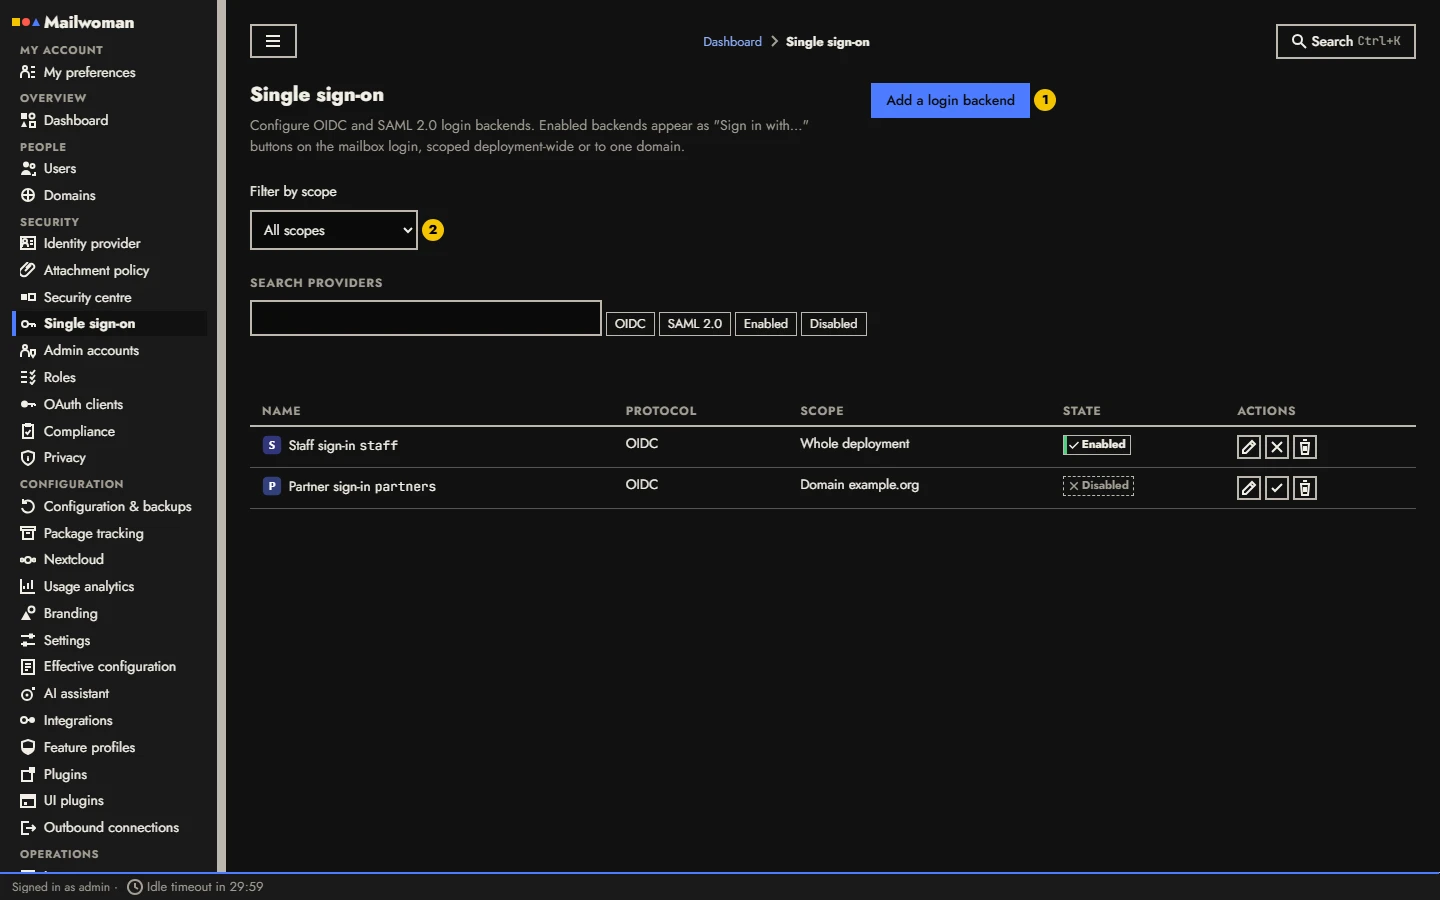 Mailwoman
MY ACCOUNT
My preferences
OVERVIEW
Dashboard
PEOPLE
Users
Domains
SECURITY
Identity provider
Attachment policy
Security centre
Single sign-on
Admin accounts
Roles
OAuth clients
Compliance
Privacy
CONFIGURATION
Configuration & backups
Package tracking
Nextcloud
Usage analytics
Branding
Settings
Effective configuration
AI assistant
Integrations
Feature profiles
Plugins
UI plugins
Outbound connections
OPERATIONS
Dashboard > Single sign-on
Search Ctrl+K
Single sign-on
Configure OIDC and SAML 2.0 login backends. Enabled backends appear as "Sign in with…"
buttons on the mailbox login, scoped deployment-wide or to one domain.
Add a login backend 1
Filter by scope
All scopes 2
SEARCH PROVIDERS
OIDC SAML 2.0 Enabled Disabled
NAME PROTOCOL SCOPE STATE ACTIONS
S Staff sign-in staff OIDC Whole deployment Enabled
P Partner sign-in partners OIDC Domain example.org Disabled
Signed in as admin · Idle timeout in 29:59